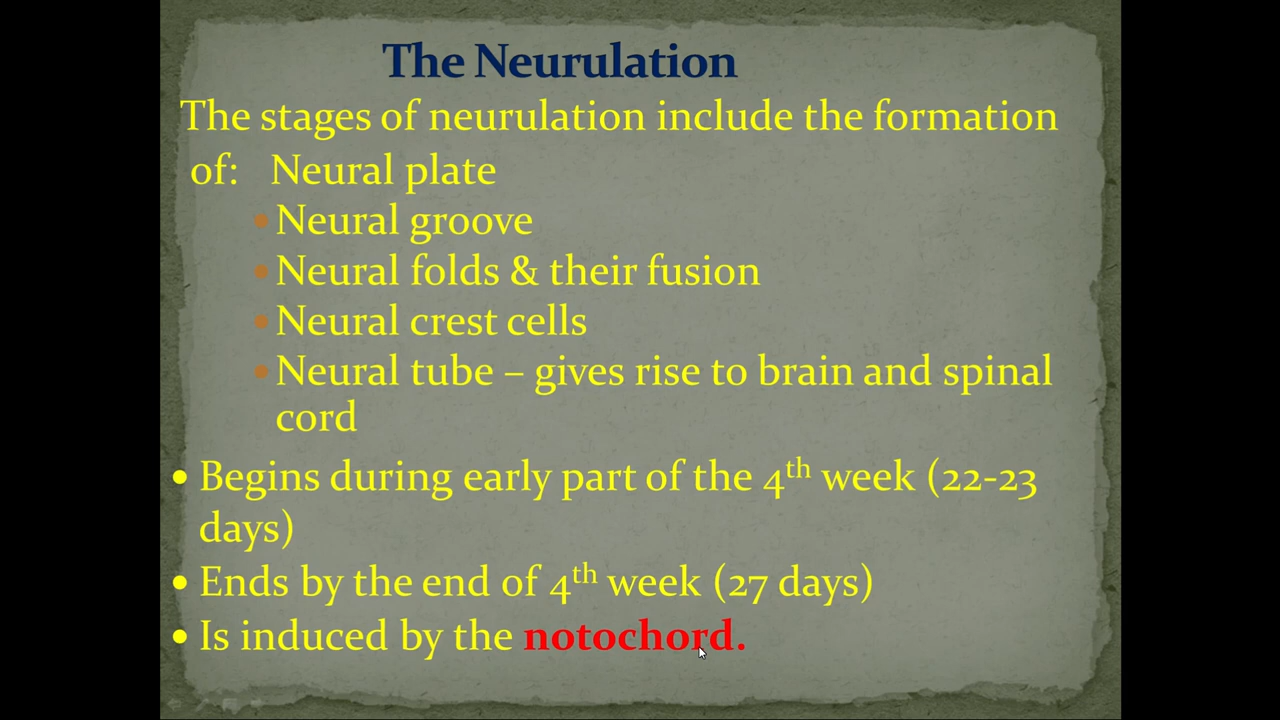 The Neurulation
The stages of neurulation include the formation
of: Neural plate
• Neural groove
• Neural folds & their fusion
• Neural crest cells
• Neural tube – gives rise to brain and spinal
cord
• Begins during early part of the 4th week (22-23
days)
• Ends by the end of 4th week (27 days)
• Is induced by the notochord.